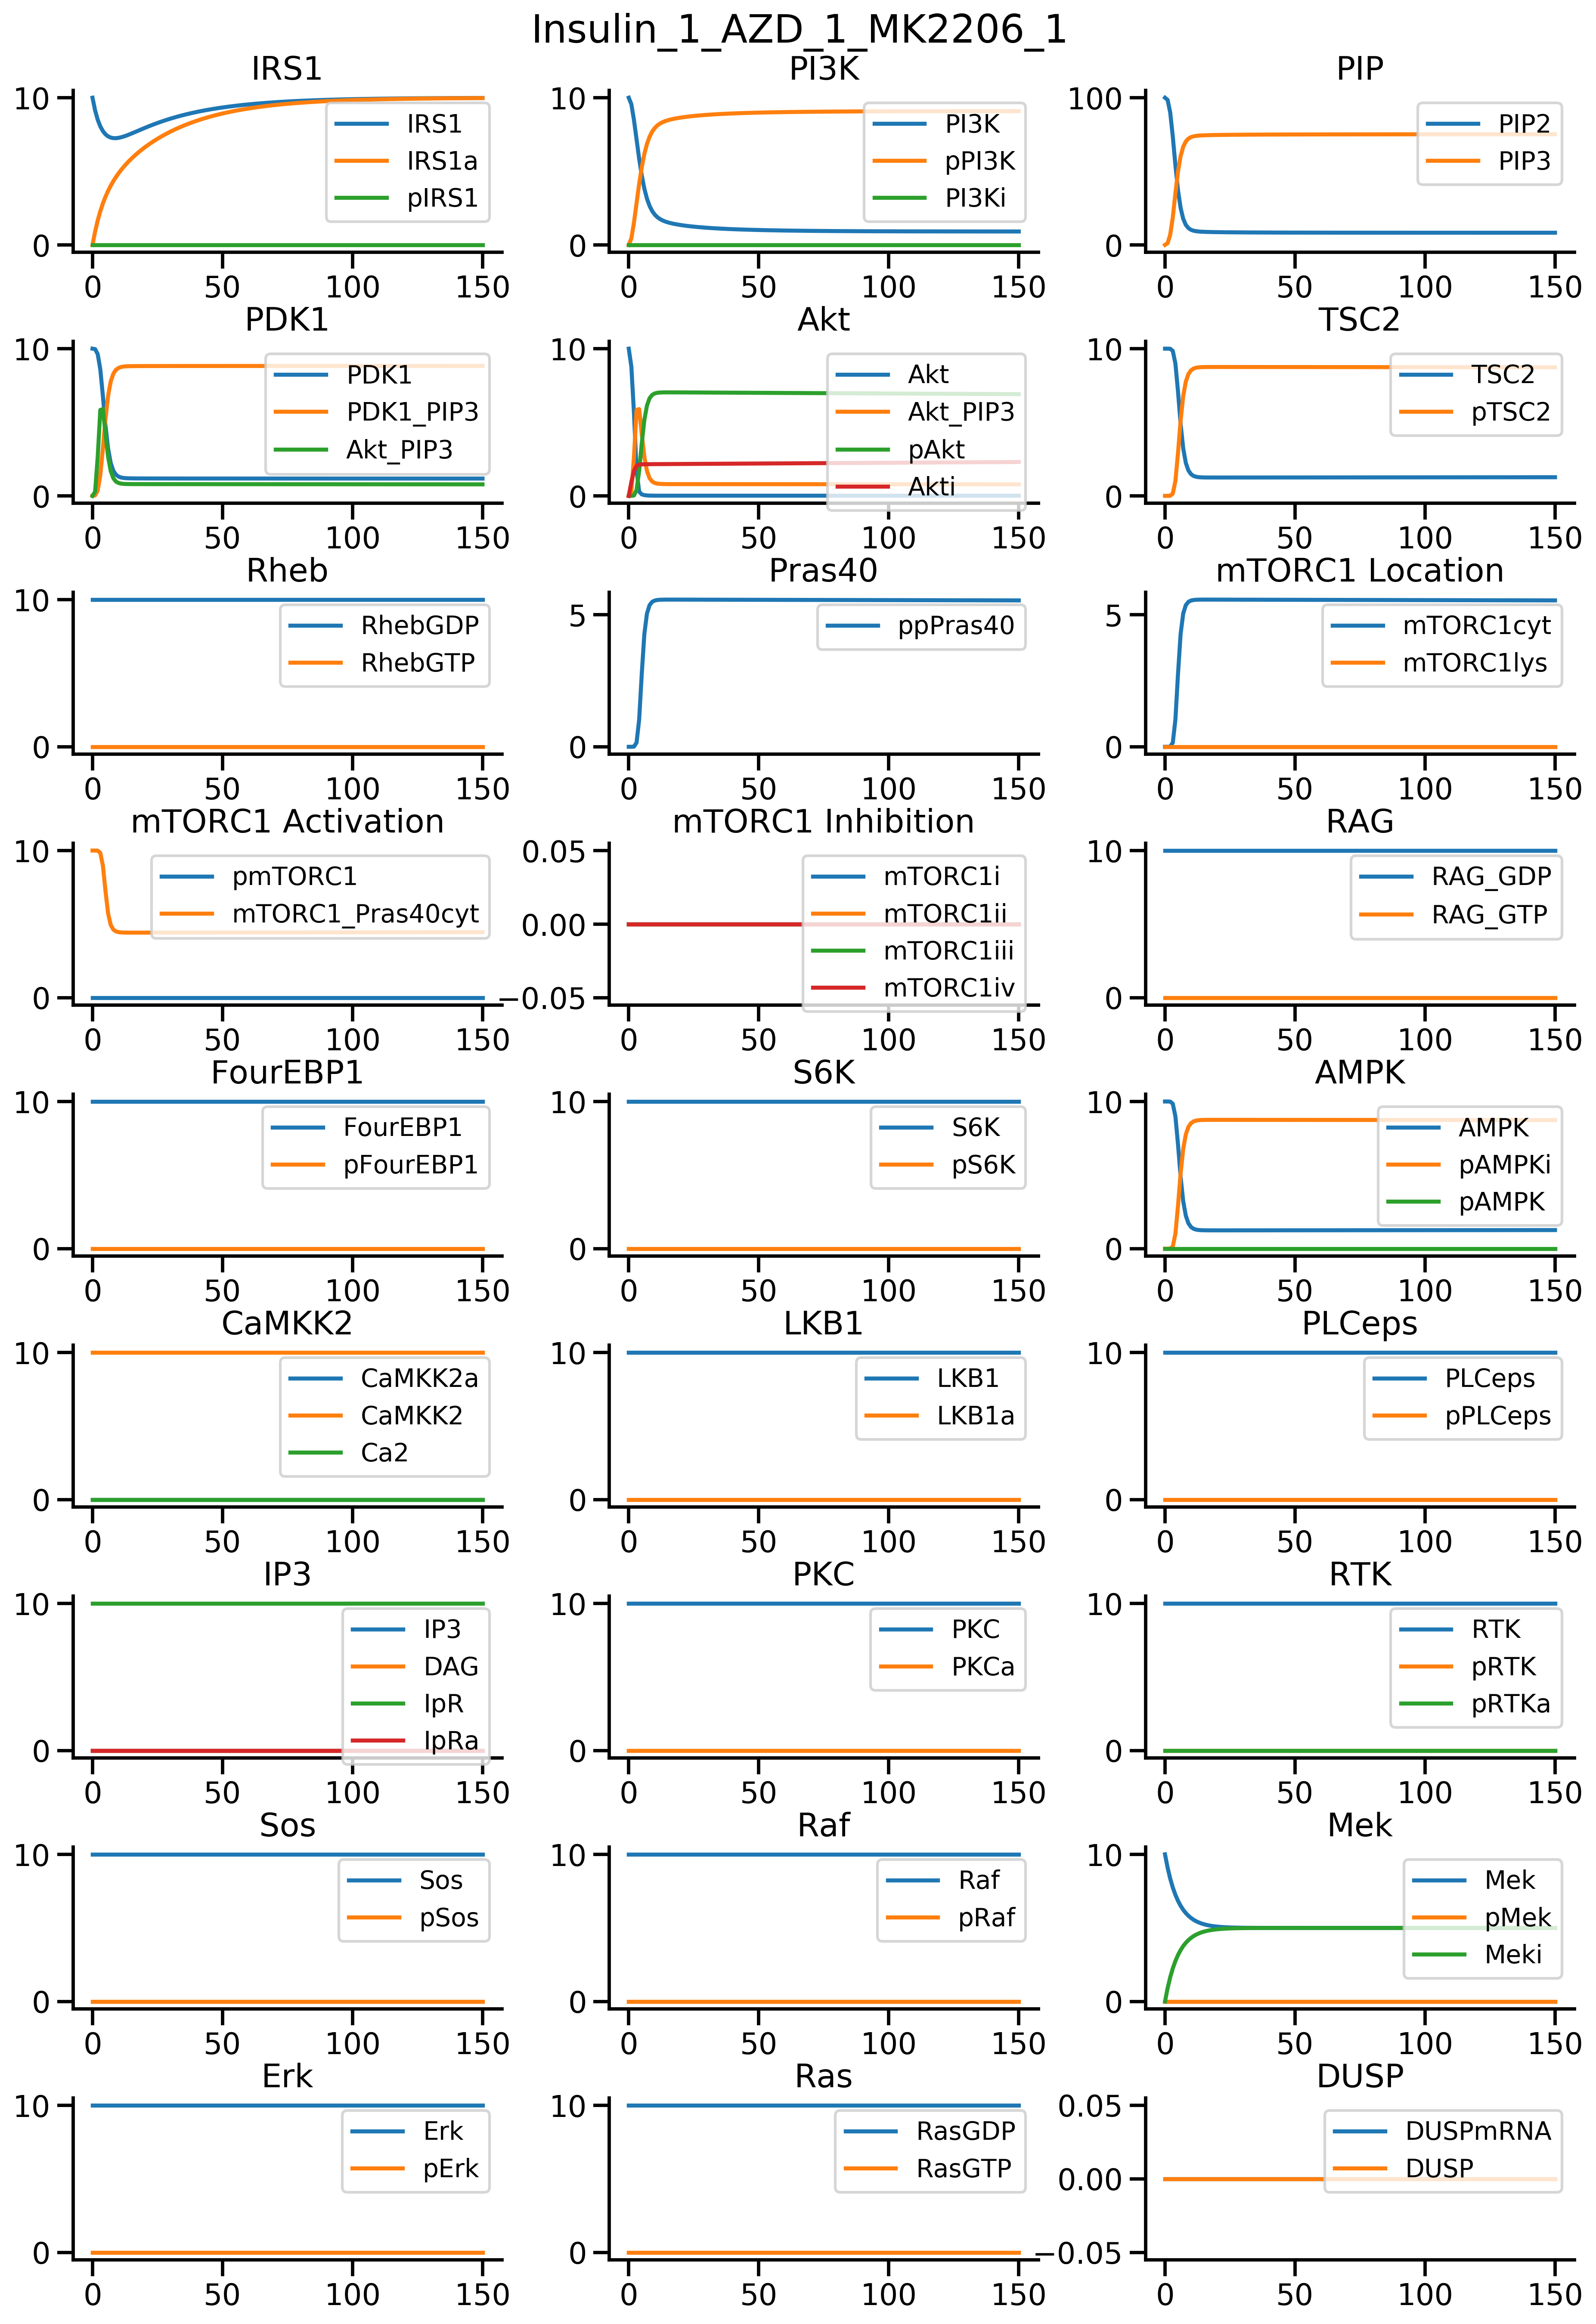 Insulin_1_AZD_1_MK2206_1
IRS1
10
0
0 50 100 150
IRS1
IRS1a
pIRS1
PI3K
10
0
0 50 100 150
PI3K
pPI3K
PI3Ki
PIP
100
0
0 50 100 150
PIP2
PIP3
PDK1
10
0
0 50 100 150
PDK1
PDK1_PIP3
Akt_PIP3
Akt
10
0
0 50 100 150
Akt
Akt_PIP3
pAkt
Akti
TSC2
10
0
0 50 100 150
TSC2
pTSC2
Rheb
10
0
0 50 100 150
RhebGDP
RhebGTP
Pras40
5
0
0 50 100 150
ppPras40
mTORC1 Location
5
0
0 50 100 150
mTORC1cyt
mTORC1lys
mTORC1 Activation
10
0
0 50 100 150
pmTORC1
mTORC1_Pras40cyt
mTORC1 Inhibition
0.05
0.00
−0.05
0 50 100 150
mTORC1i
mTORC1ii
mTORC1iii
mTORC1iv
RAG
10
0
0 50 100 150
RAG_GDP
RAG_GTP
FourEBP1
10
0
0 50 100 150
FourEBP1
pFourEBP1
S6K
10
0
0 50 100 150
S6K
pS6K
AMPK
10
0
0 50 100 150
AMPK
pAMPKi
pAMPK
CaMKK2
10
0
0 50 100 150
CaMKK2a
CaMKK2
Ca2
LKB1
10
0
0 50 100 150
LKB1
LKB1a
PLCeps
10
0
0 50 100 150
PLCeps
pPLCeps
IP3
10
0
0 50 100 150
IP3
DAG
IpR
IpRa
PKC
10
0
0 50 100 150
PKC
PKCa
RTK
10
0
0 50 100 150
RTK
pRTK
pRTKa
Sos
10
0
0 50 100 150
Sos
pSos
Raf
10
0
0 50 100 150
Raf
pRaf
Mek
10
0
0 50 100 150
Mek
pMek
Meki
Erk
10
0
0 50 100 150
Erk
pErk
Ras
10
0
0 50 100 150
RasGDP
RasGTP
DUSP
0.05
0.00
−0.05
0 50 100 150
DUSPmRNA
DUSP